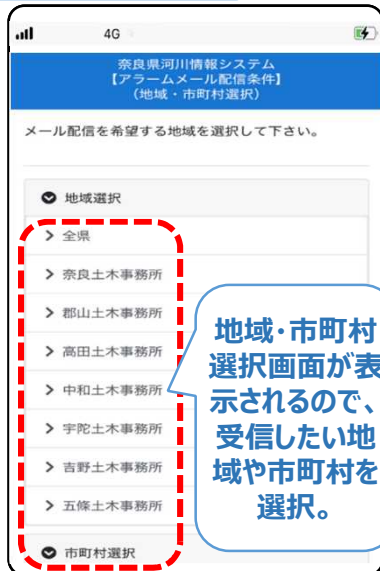 4G
奈良県河川情報システム
【アラームメール配信条件】
（地域・市町村選択）
メール配信を希望する地域を選択して下さい。
地域選択
全県
奈良土木事務所
郡山土木事務所
高田土木事務所
中和土木事務所
宇陀土木事務所
吉野土木事務所
五條土木事務所
市町村選択
地域・市町村
選択画面が表
示されるので、
受信したい地
域や市町村を
選択。